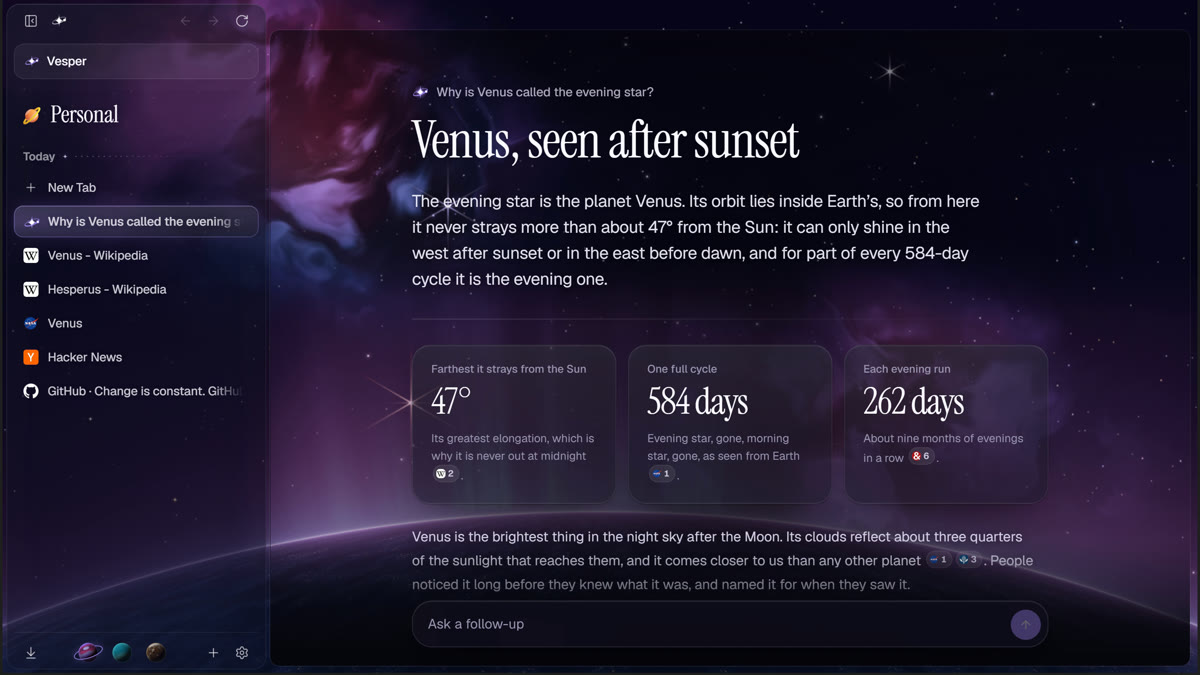 Vesper
Personal
Today
New Tab
Why is Venus called the evening s
W Venus - Wikipedia
W Hesperus - Wikipedia
NASA Venus
Y Hacker News
GitHub · Change is constant. GitHu
Why is Venus called the evening star?
Venus, seen after sunset
The evening star is the planet Venus. Its orbit lies inside Earth’s, so from here
it never strays more than about 47° from the Sun: it can only shine in the
west after sunset or in the east before dawn, and for part of every 584-day
cycle it is the evening one.
Farthest it strays from the Sun
47°
Its greatest elongation, which is
why it is never out at midnight
W 2 .
One full cycle
584 days
Evening star, gone, morning
star, gone, as seen from Earth
1 .
Each evening run
262 days
About nine months of evenings
in a row & 6 .
Venus is the brightest thing in the night sky after the Moon. Its clouds reflect about three quarters
of the sunlight that reaches them, and it comes closer to us than any other planet 1 3 . People
noticed it long before they knew what it was, and named it for when they saw it.
Ask a follow-up